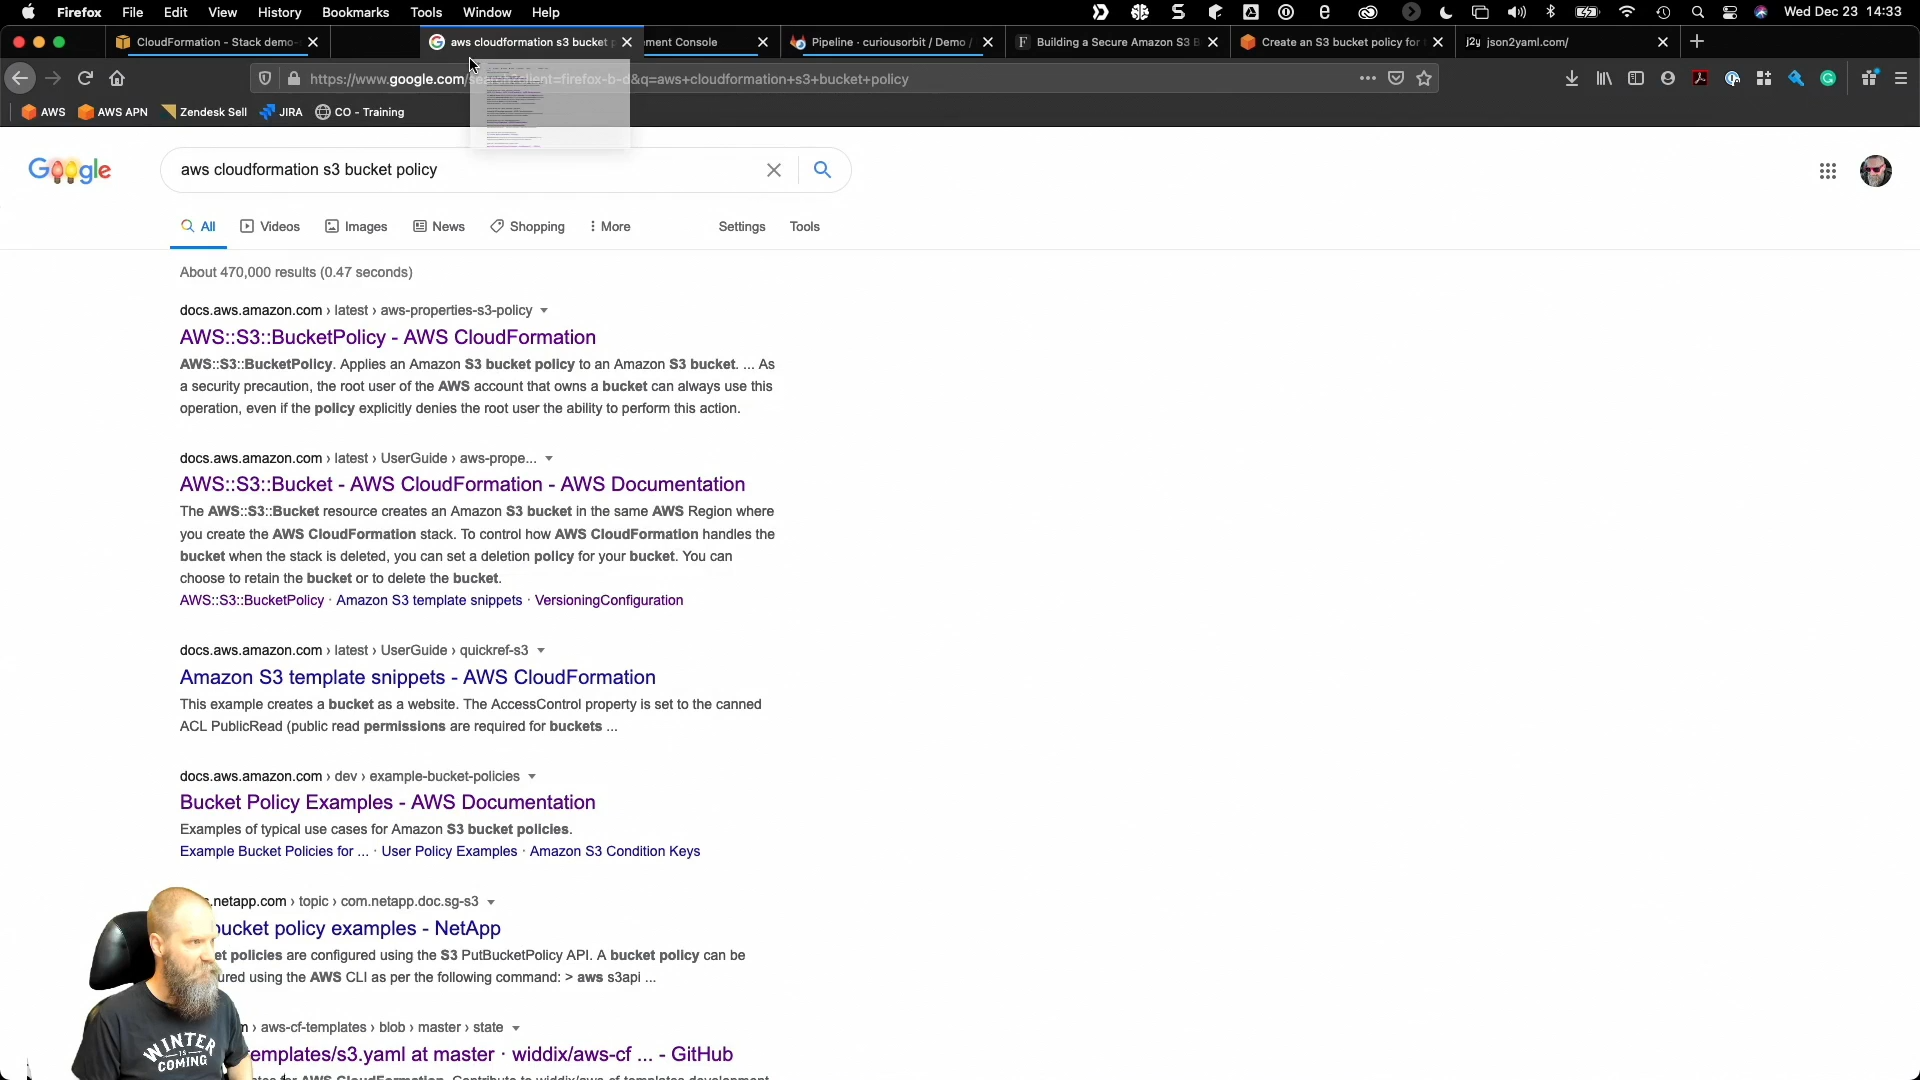 Firefox File Edit View History Bookmarks Tools Window Help
Wed Dec 23 14:33
CloudFormation - Stack demo-
aws cloudformation s3 bucket p
ment Console
Pipeline · curiousorbit / Demo /
Building a Secure Amazon S3 B
Create an S3 bucket policy for
j2y json2yaml.com/
https://www.google.com/search?client=firefox-b-d&q=aws+cloudformation+s3+bucket+policy
AWS AWS APN Zendesk Sell JIRA CO - Training
Google
aws cloudformation s3 bucket policy
All Videos Images News Shopping More Settings Tools
About 470,000 results (0.47 seconds)
docs.aws.amazon.com › latest › aws-properties-s3-policy
AWS::S3::BucketPolicy - AWS CloudFormation
AWS::S3::BucketPolicy. Applies an Amazon S3 bucket policy to an Amazon S3 bucket. ... As
a security precaution, the root user of the AWS account that owns a bucket can always use this
operation, even if the policy explicitly denies the root user the ability to perform this action.
docs.aws.amazon.com › latest › UserGuide › aws-prope...
AWS::S3::Bucket - AWS CloudFormation - AWS Documentation
The AWS::S3::Bucket resource creates an Amazon S3 bucket in the same AWS Region where
you create the AWS CloudFormation stack. To control how AWS CloudFormation handles the
bucket when the stack is deleted, you can set a deletion policy for your bucket. You can
choose to retain the bucket or to delete the bucket.
AWS::S3::BucketPolicy · Amazon S3 template snippets · VersioningConfiguration
docs.aws.amazon.com › latest › UserGuide › quickref-s3
Amazon S3 template snippets - AWS CloudFormation
This example creates a bucket as a website. The AccessControl property is set to the canned
ACL PublicRead (public read permissions are required for buckets ...
docs.aws.amazon.com › dev › example-bucket-policies
Bucket Policy Examples - AWS Documentation
Examples of typical use cases for Amazon S3 bucket policies.
Example Bucket Policies for ... · User Policy Examples · Amazon S3 Condition Keys
.netapp.com › topic › com.netapp.doc.sg-s3
ucket policy examples - NetApp
et policies are configured using the S3 PutBucketPolicy API. A bucket policy can be
ured using the AWS CLI as per the following command: > aws s3api ...
m › aws-cf-templates › blob › master › state
emplates/s3.yaml at master · widdix/aws-cf ... - GitHub
for AWS CloudFormation. Contribute to widdix/aws-cf-templates development
WINTER
IS
COMING